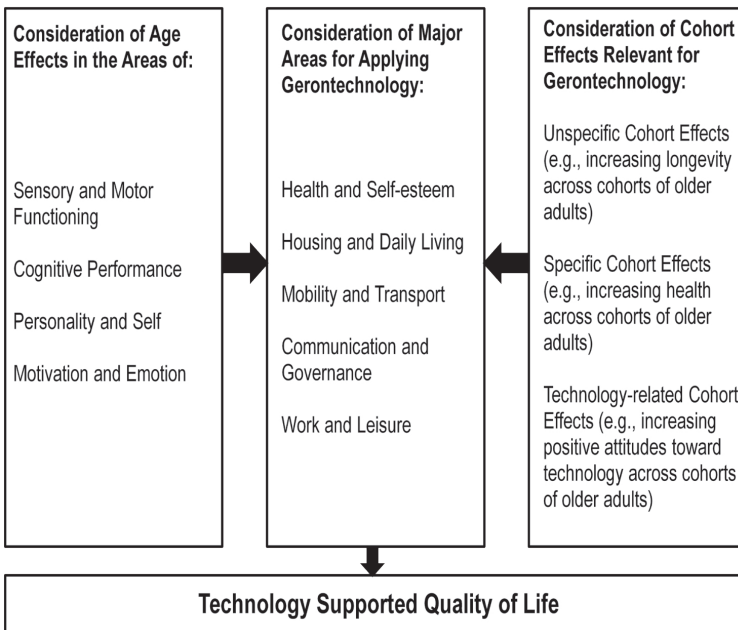 Consideration of Age
Effects in the Areas of:
Sensory and Motor
Functioning
Cognitive Performance
Personality and Self
Motivation and Emotion
Consideration of Major
Areas for Applying
Gerontechnology:
Health and Self-esteem
Housing and Daily Living
Mobility and Transport
Communication and
Governance
Work and Leisure
Consideration of Cohort
Effects Relevant for
Gerontechnology:
Unspecific Cohort Effects
(e.g., increasing longevity
across cohorts of older
adults)
Specific Cohort Effects
(e.g., increasing health
across cohorts of older
adults)
Technology-related Cohort
Effects (e.g., increasing
positive attitudes toward
technology across cohorts
of older adults)
Technology Supported Quality of Life